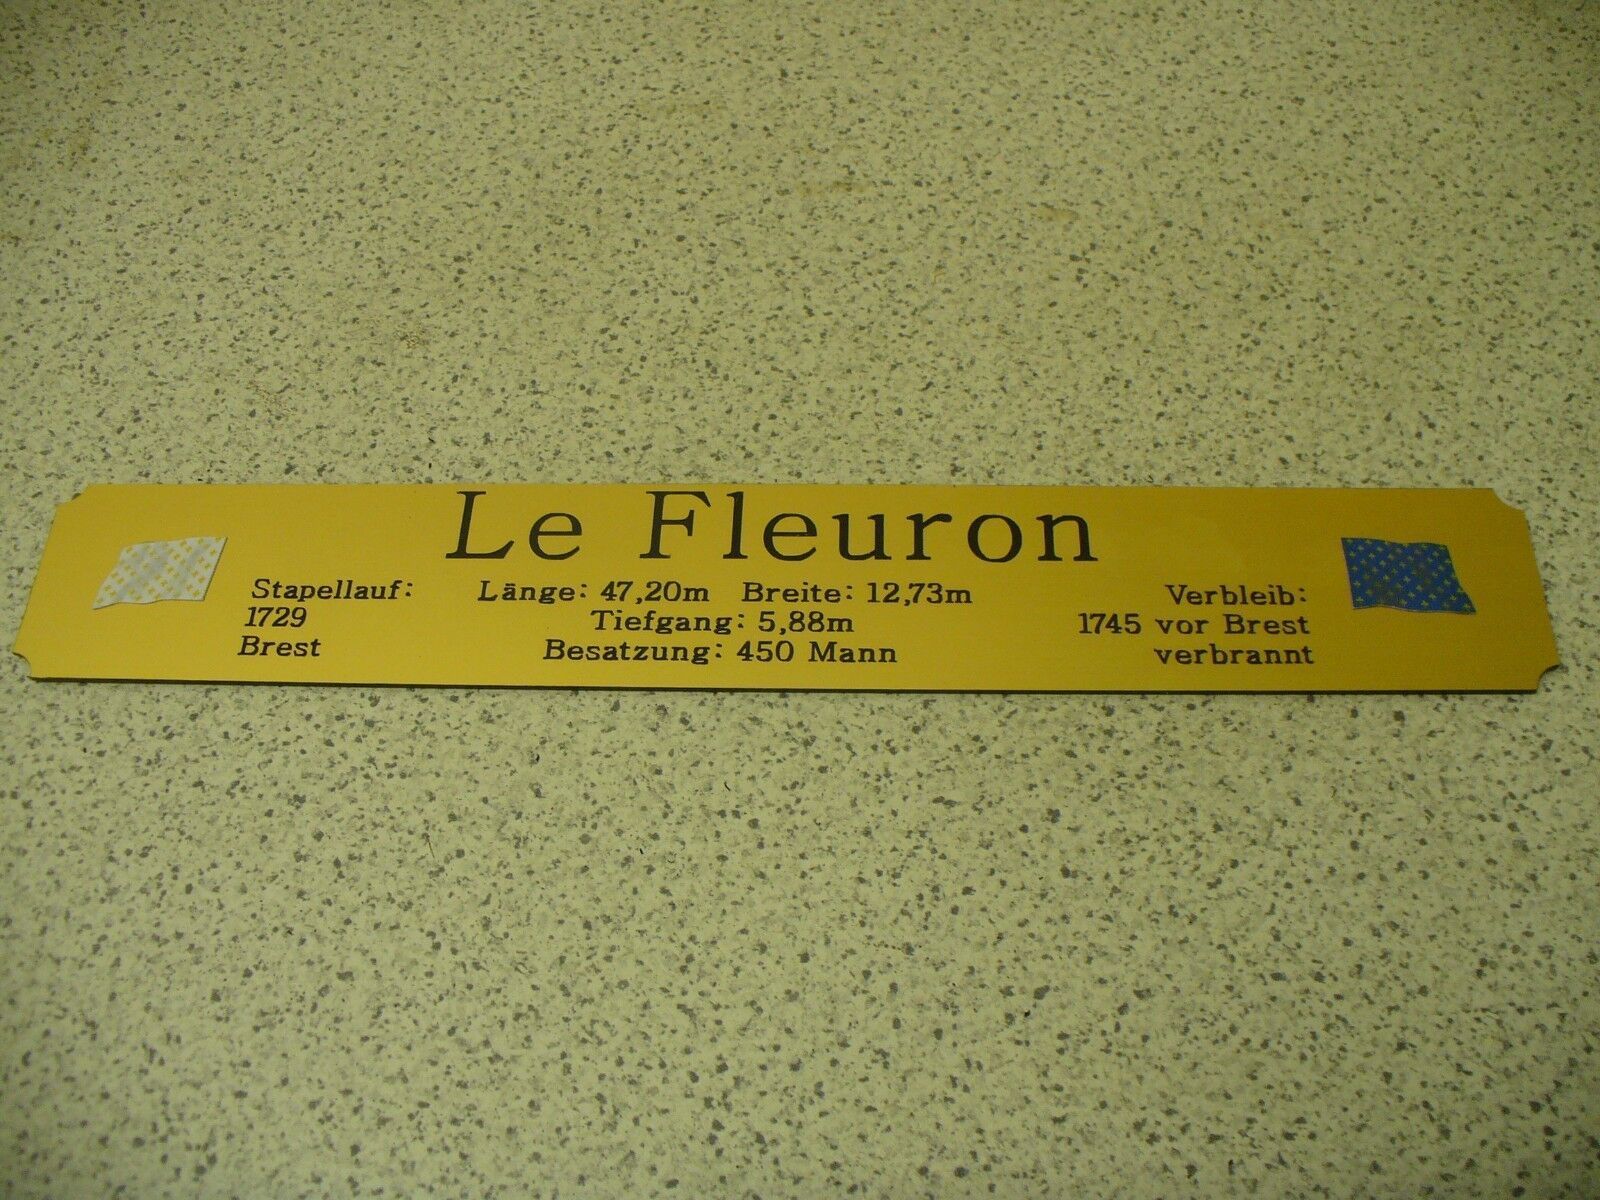 Le Fleuron
Stapellauf:
1729
Brest
Länge: 47,20m Breite: 12,73m
Tiefgang: 5,88m
Besatzung: 450 Mann
Verbleib:
1745 vor Brest
verbrannt